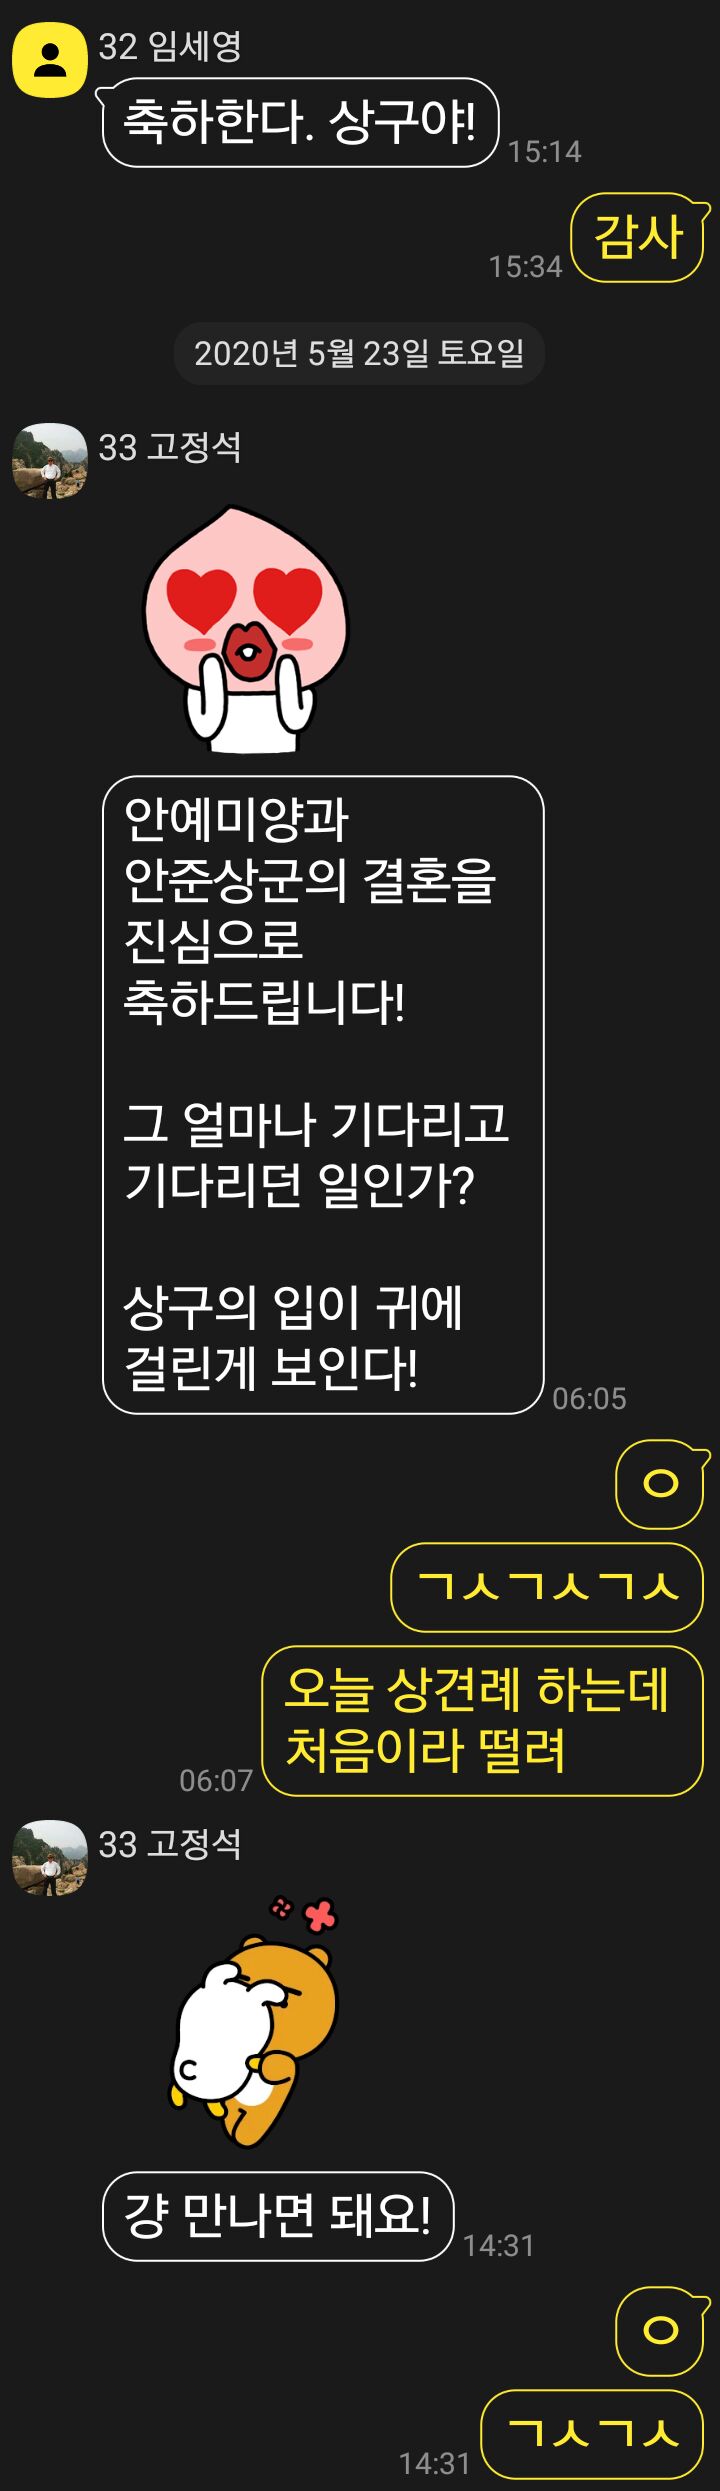 32 임세영
축하한다. 상구야!
15:14
감사
15:34
2020년 5월 23일 토요일
33 고정석
안예미양과
안준상군의 결혼을
진심으로
축하드립니다!
그 얼마나 기다리고
기다리던 일인가?
상구의 입이 귀에
걸린게 보인다!
06:05
ㅇ
ㄱㅅㄱㅅㄱㅅ
오늘 상견례 하는데
처음이라 떨려
06:07
33 고정석
걍 만나면 돼요!
14:31
ㅇ
ㄱㅅㄱㅅ
14:31